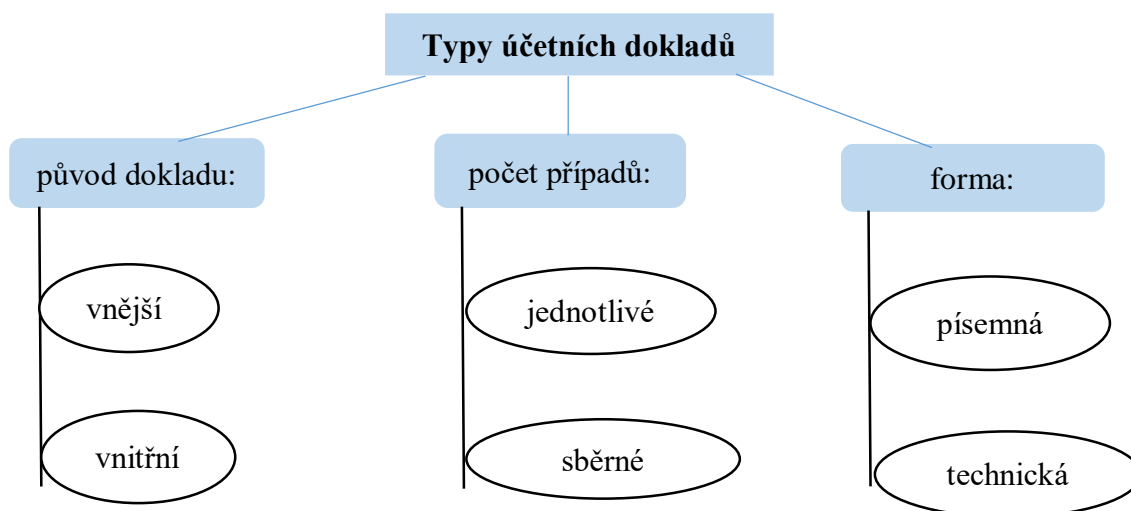 Typy účetních dokladů
původ dokladu:
vnější
vnitřní
počet případů:
jednotlivé
sběrné
forma:
písemná
technická